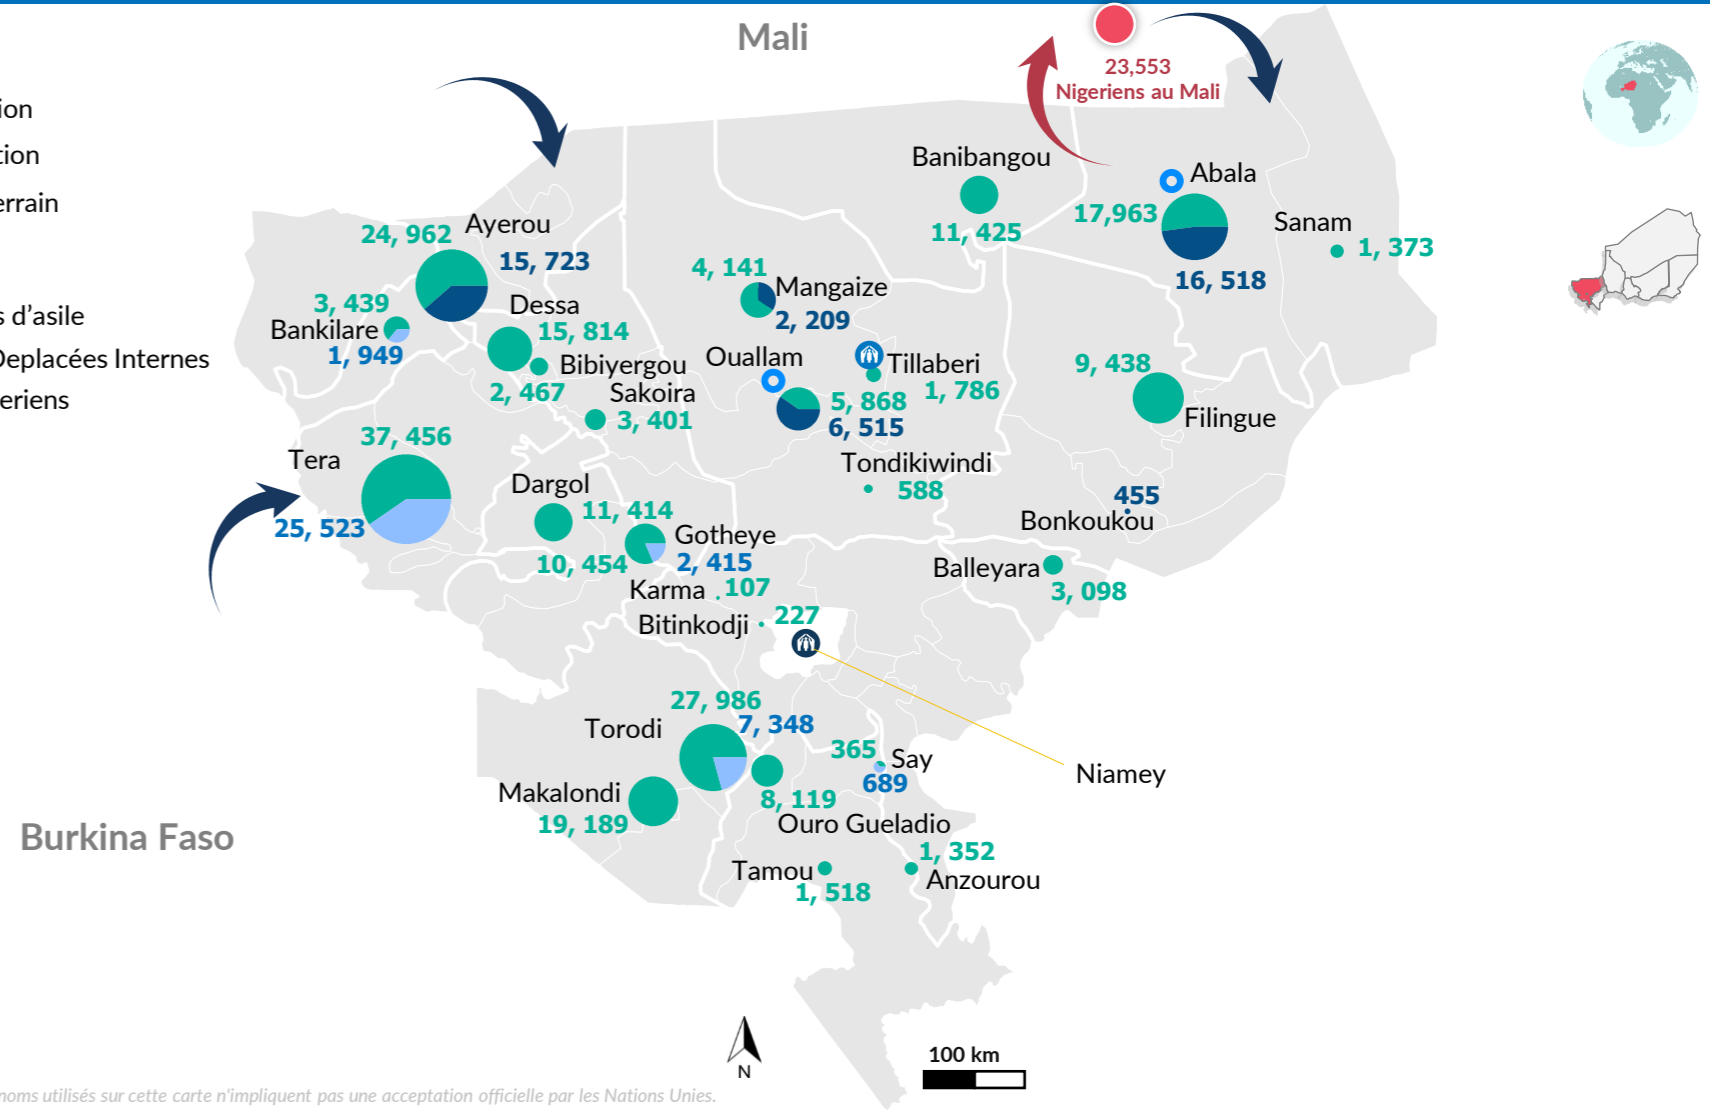 Mali
23,553
Nigeriens au Mali
ion
tion
errain
s d’asile
Deplacées Internes
eriens
Banibangou
11, 425
Abala
17,963
16, 518
Sanam
1, 373
Ayerou
24, 962
15, 723
3, 439
Bankilare
1, 949
Dessa
15, 814
Bibiyergou
2, 467
Sakoira
3, 401
4, 141
Mangaize
2, 209
Ouallam
5, 868
6, 515
Tillaberi
1, 786
9, 438
Filingue
37, 456
Tera
25, 523
Tondikiwindi
588
455
Bonkoukou
Dargol
11, 414
10, 454
Gotheye
2, 415
Karma
107
Bitinkodji
227
Balleyara
3, 098
Niamey
27, 986
7, 348
Torodi
Makalondi
19, 189
8, 119
Ouro Gueladio
365
Say
689
Tamou
1, 518
1, 352
Anzourou
Burkina Faso
N
100 km
noms utilisés sur cette carte n'impliquent pas une acceptation officielle par les Nations Unies.